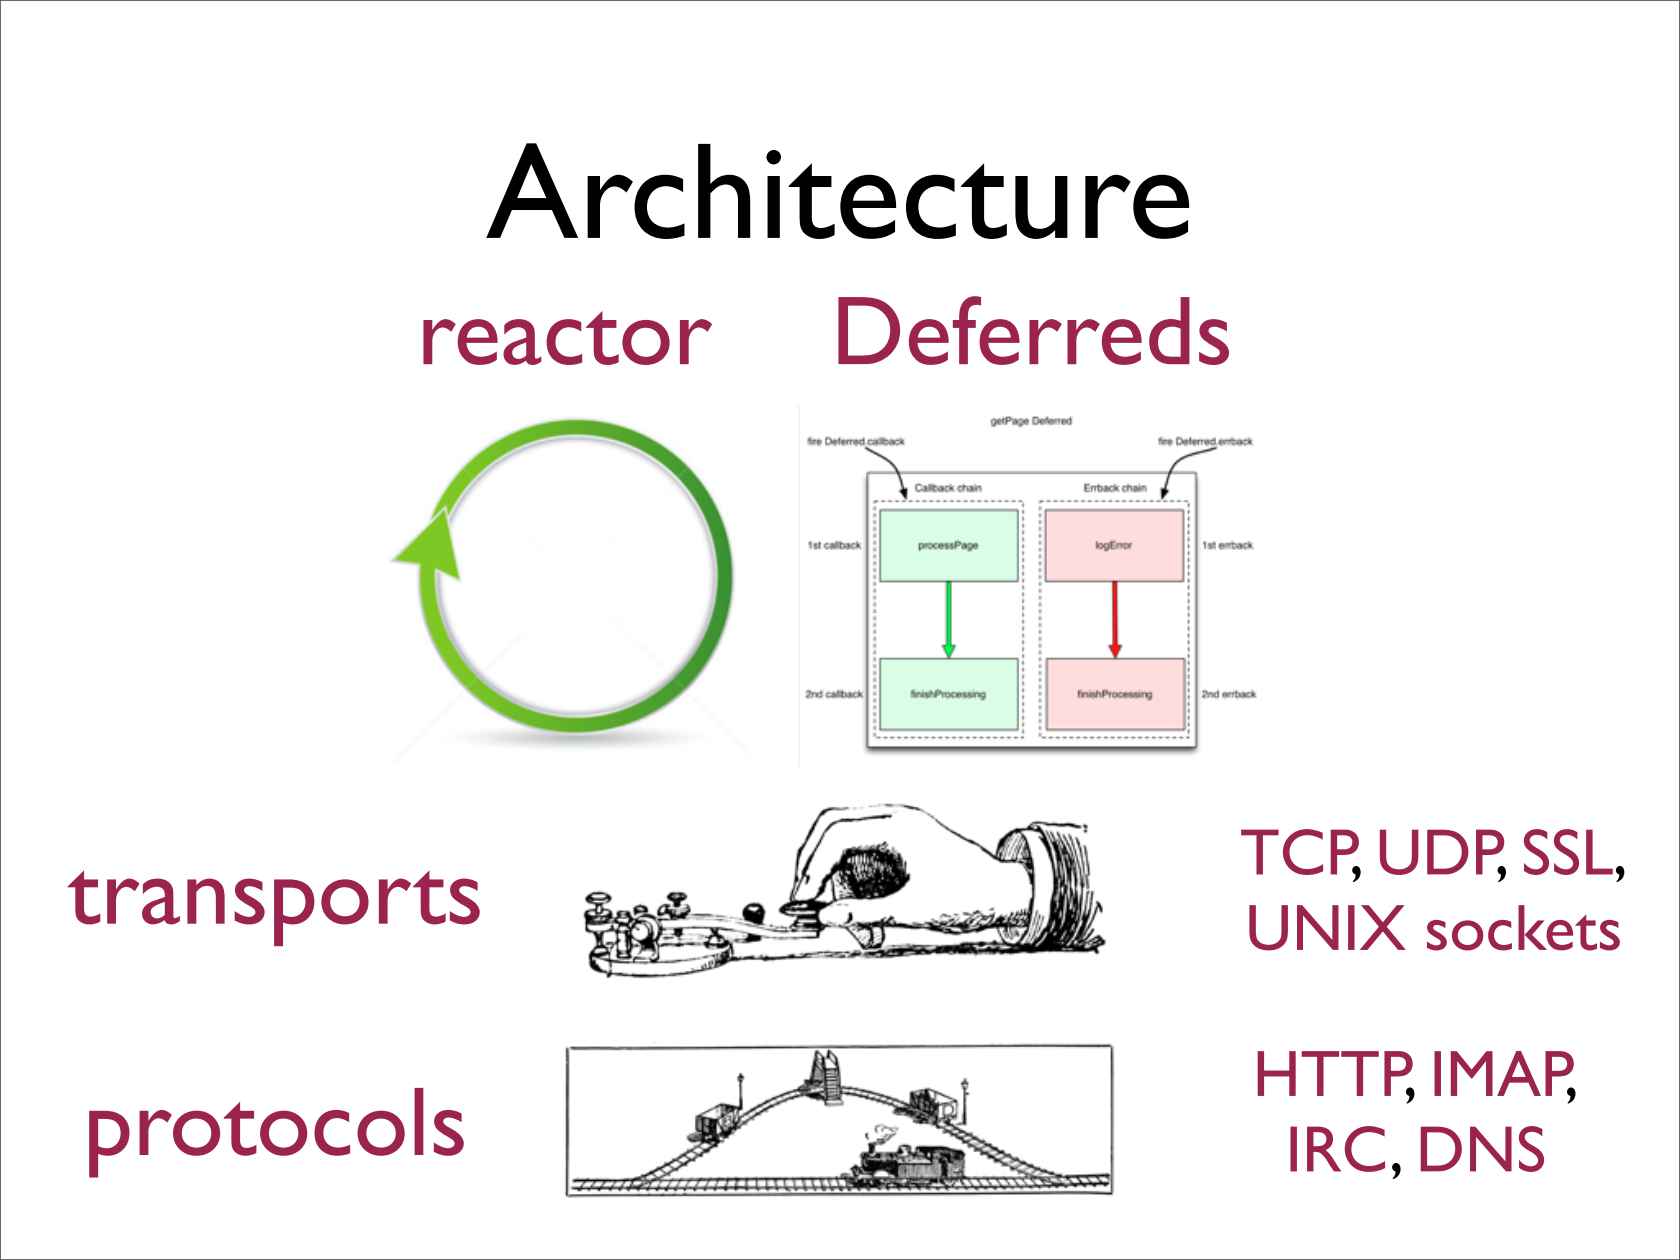 Architecture
reactor
Deferreds
getPage Deferred
fire Deferred.callback
fire Deferred.errback
Callback chain
Errback chain
1st callback
processPage
logError
1st errback
2nd callback
finishProcessing
finishProcessing
2nd errback
transports
TCP, UDP, SSL,
UNIX sockets
protocols
HTTP, IMAP,
IRC, DNS